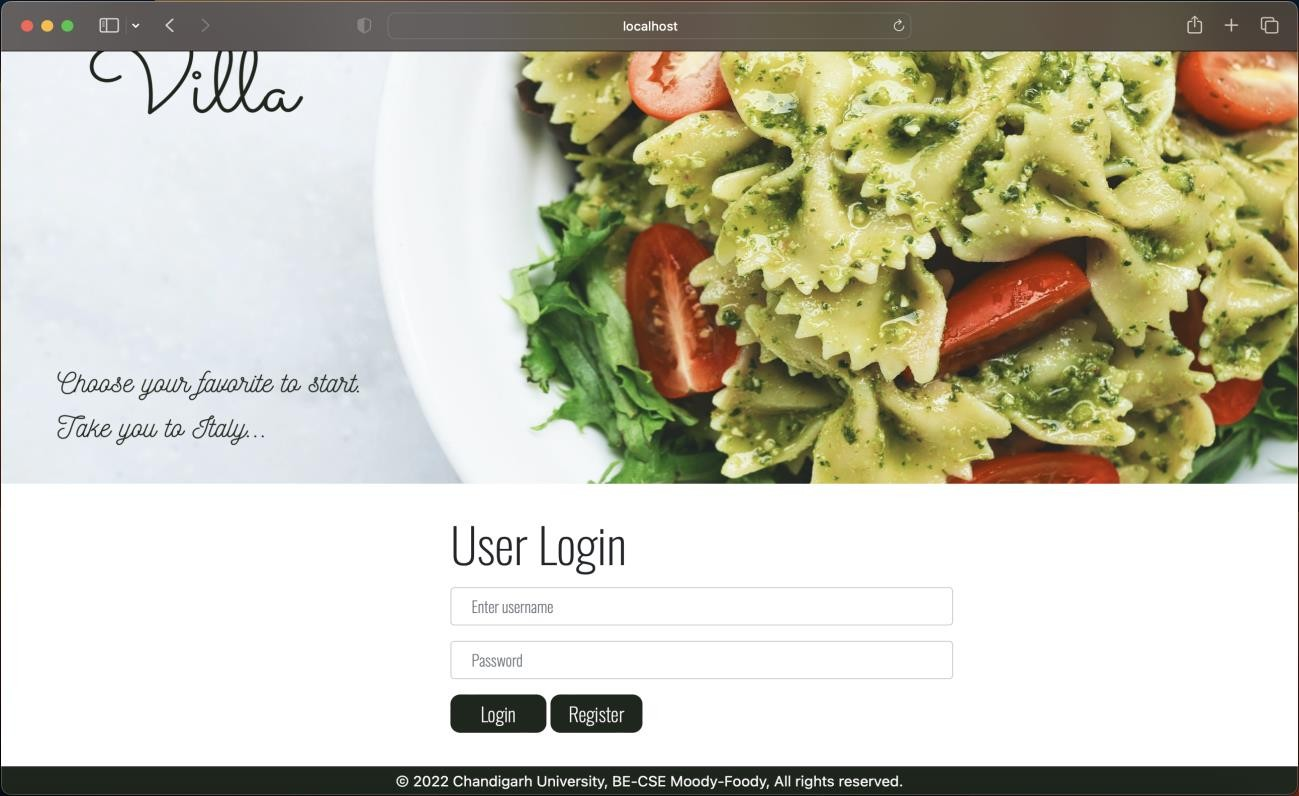 localhost
Villa
Choose your favorite to start.
Take you to Italy...
User Login
Enter username
Password
Login Register
© 2022 Chandigarh University, BE-CSE Moody-Foody, All rights reserved.